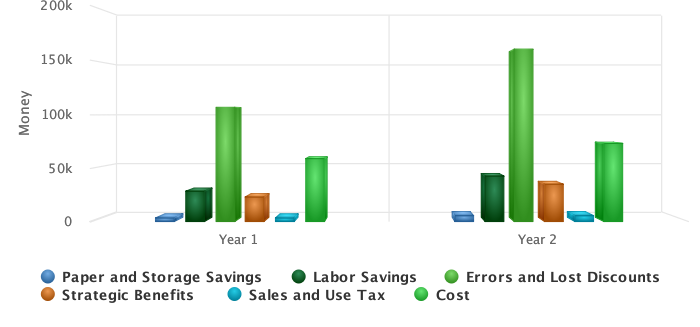 200k
150k
100k
50k
0
Money
Year 1 Year 2
Paper and Storage Savings Labor Savings Errors and Lost Discounts
Strategic Benefits Sales and Use Tax Cost